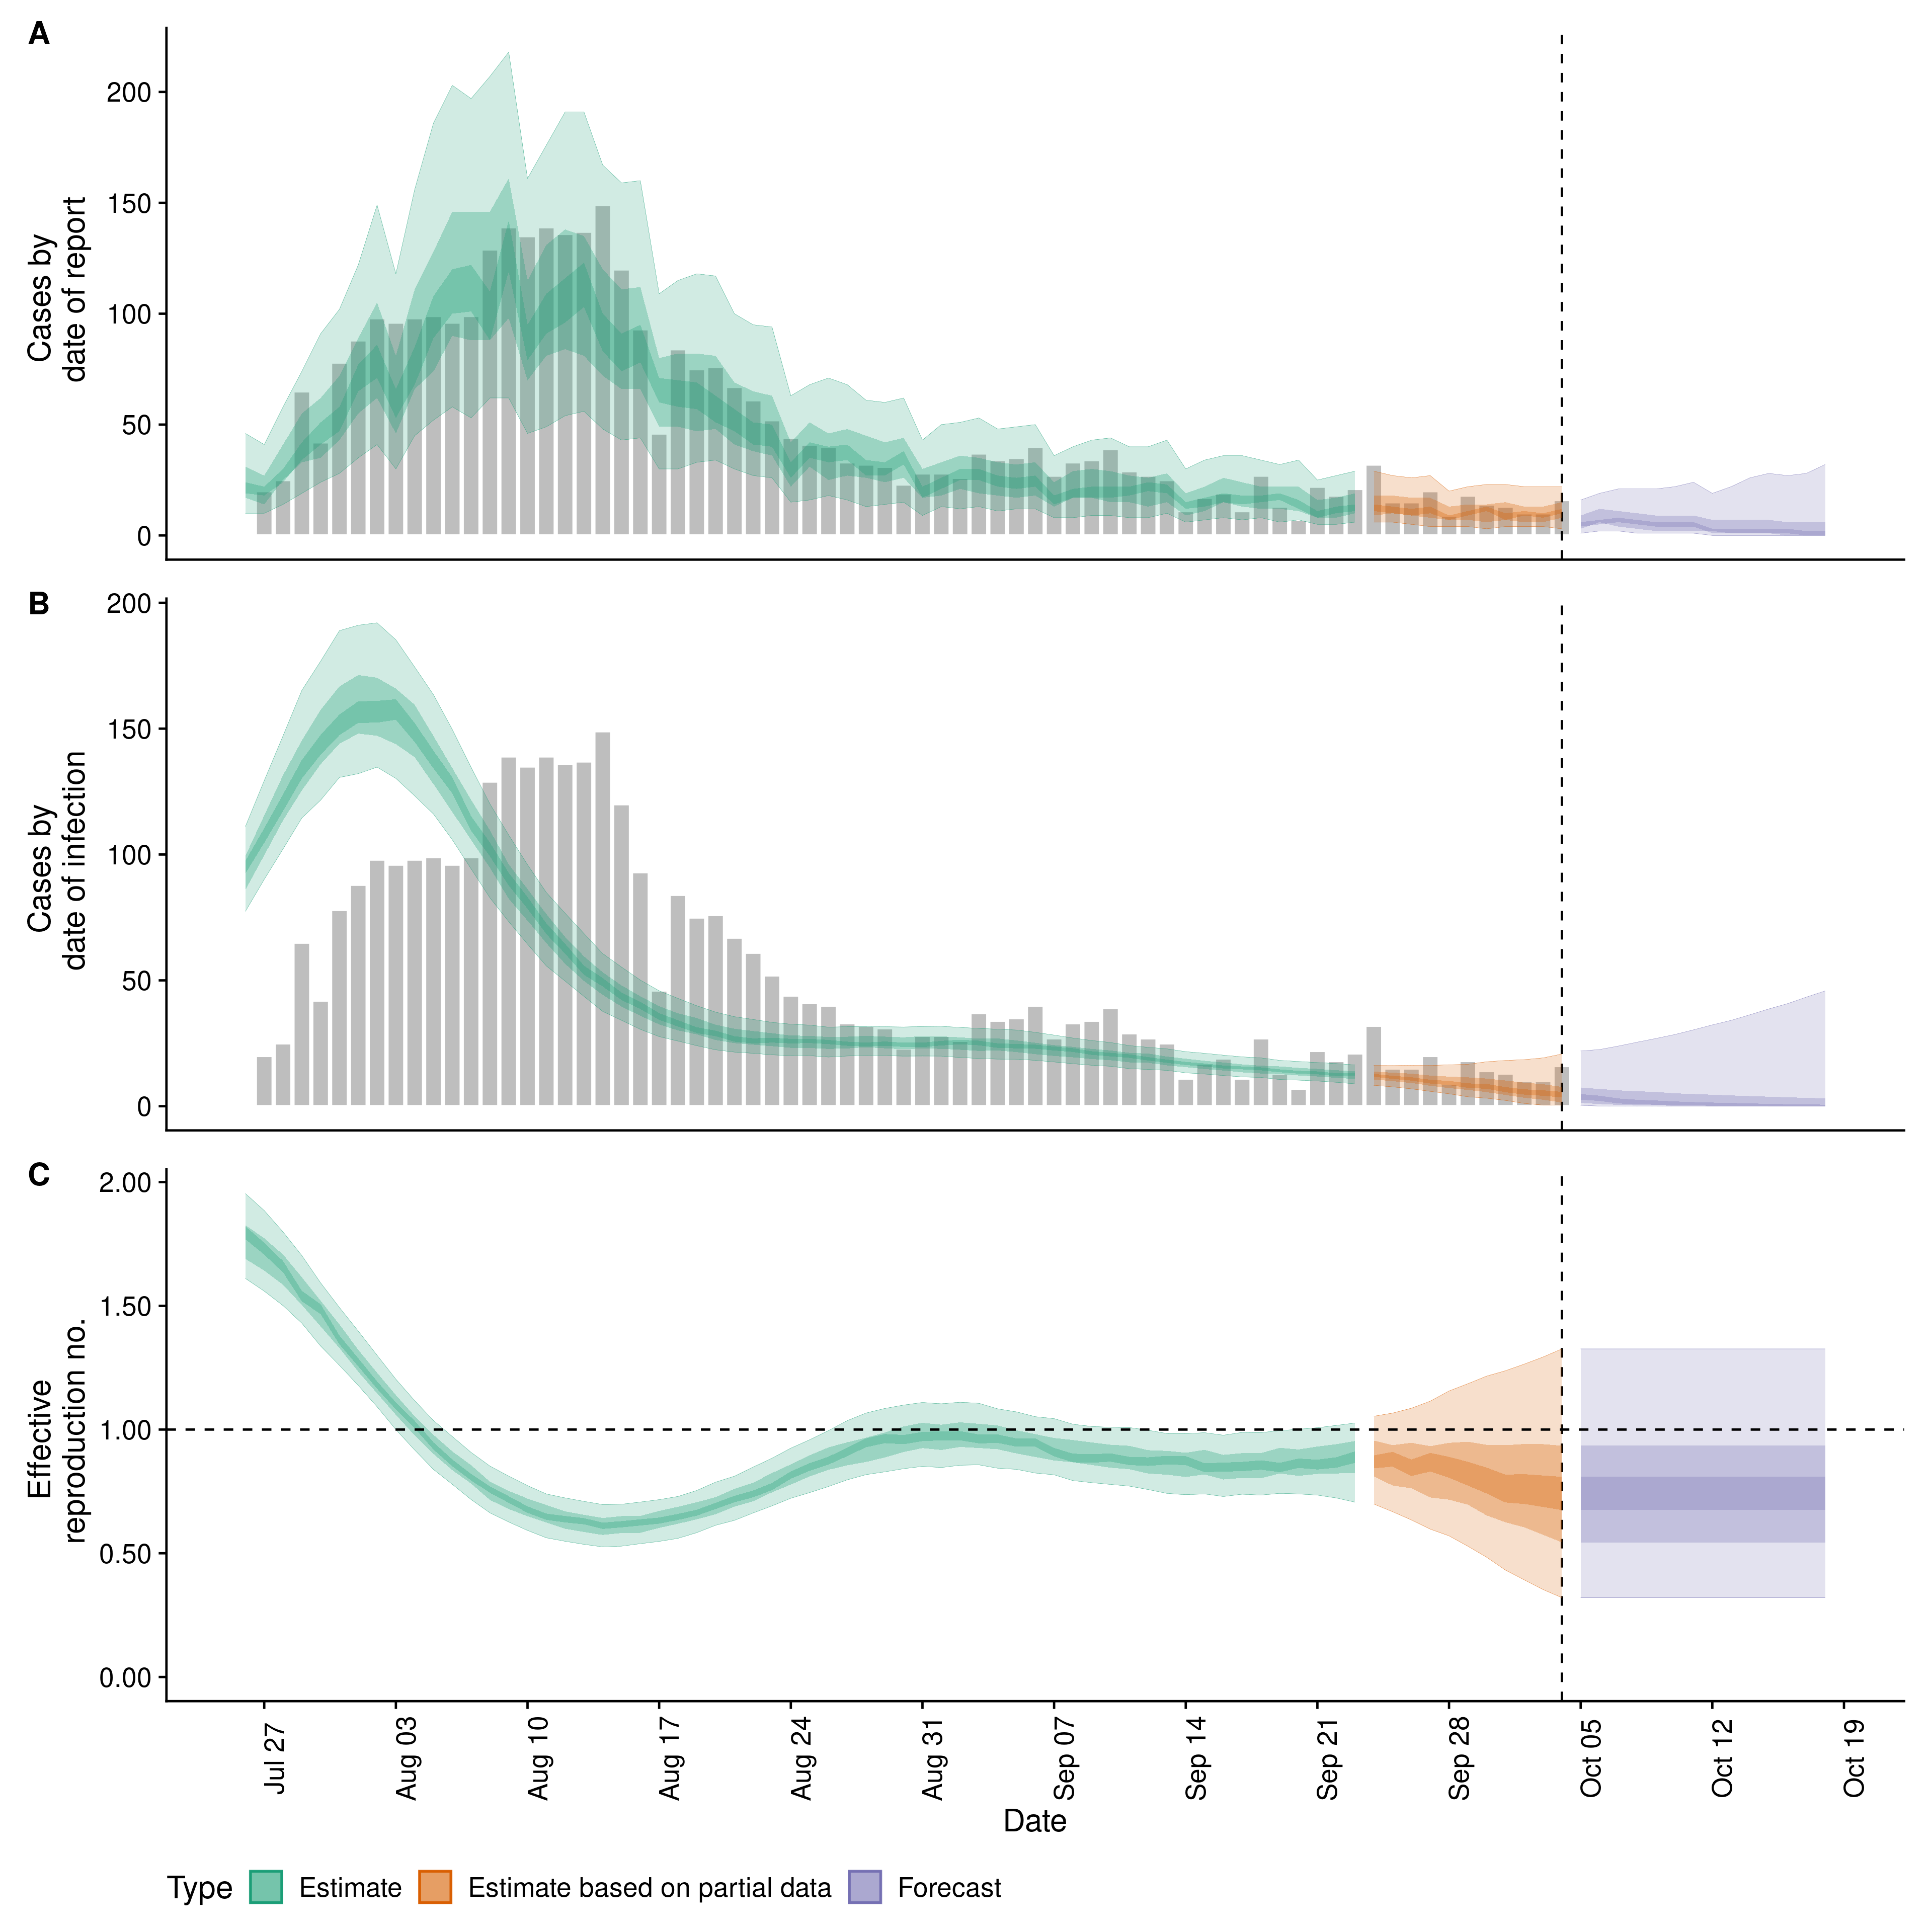 A
Cases by
date of report
200
150
100
50
0
B
Cases by
date of infection
200
150
100
50
0
C
Effective
reproduction no.
2.00
1.50
1.00
0.50
0.00
Jul 27
Aug 03
Aug 10
Aug 17
Aug 24
Aug 31
Sep 07
Sep 14
Sep 21
Sep 28
Oct 05
Oct 12
Oct 19
Date
Type Estimate Estimate based on partial data Forecast